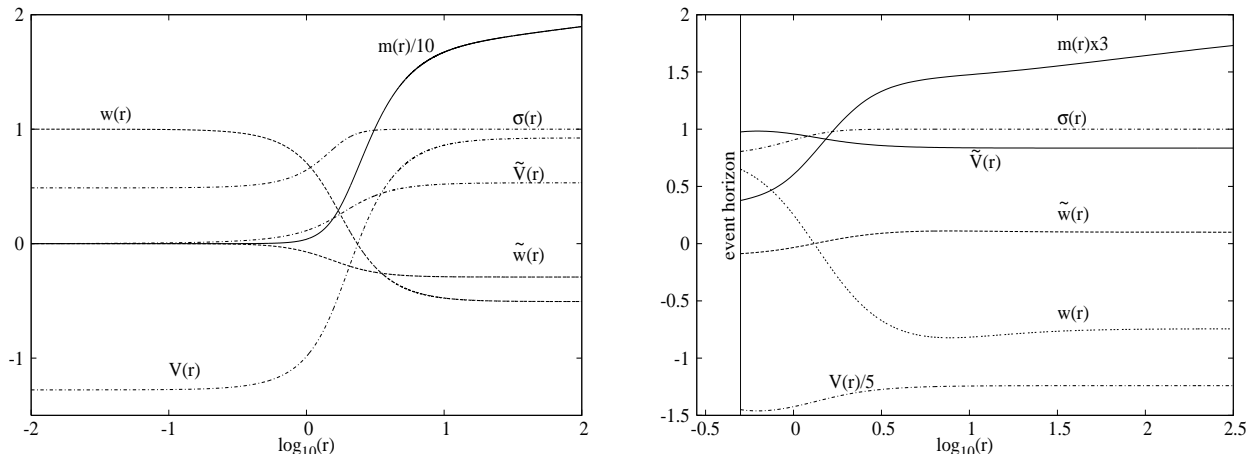 2
1
0
-1
-2
-1
0
1
2
log₁₀(r)
m(r)/10
w(r)
σ(r)
Ṽ(r)
w̃(r)
V(r)
2
1.5
1
0.5
0
-0.5
-1
-1.5
-0.5
0
0.5
1
1.5
2
2.5
log₁₀(r)
event horizon
m(r)x3
σ(r)
Ṽ(r)
w̃(r)
w(r)
V(r)/5